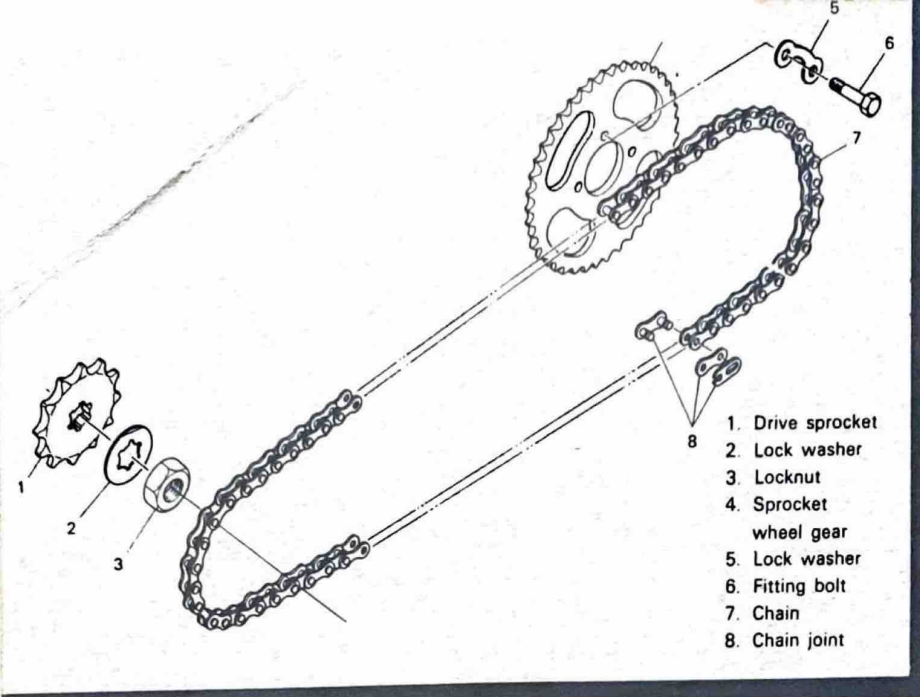 5
6
7
1
2
3
8
1. Drive sprocket
2. Lock washer
3. Locknut
4. Sprocket
wheel gear
5. Lock washer
6. Fitting bolt
7. Chain
8. Chain joint